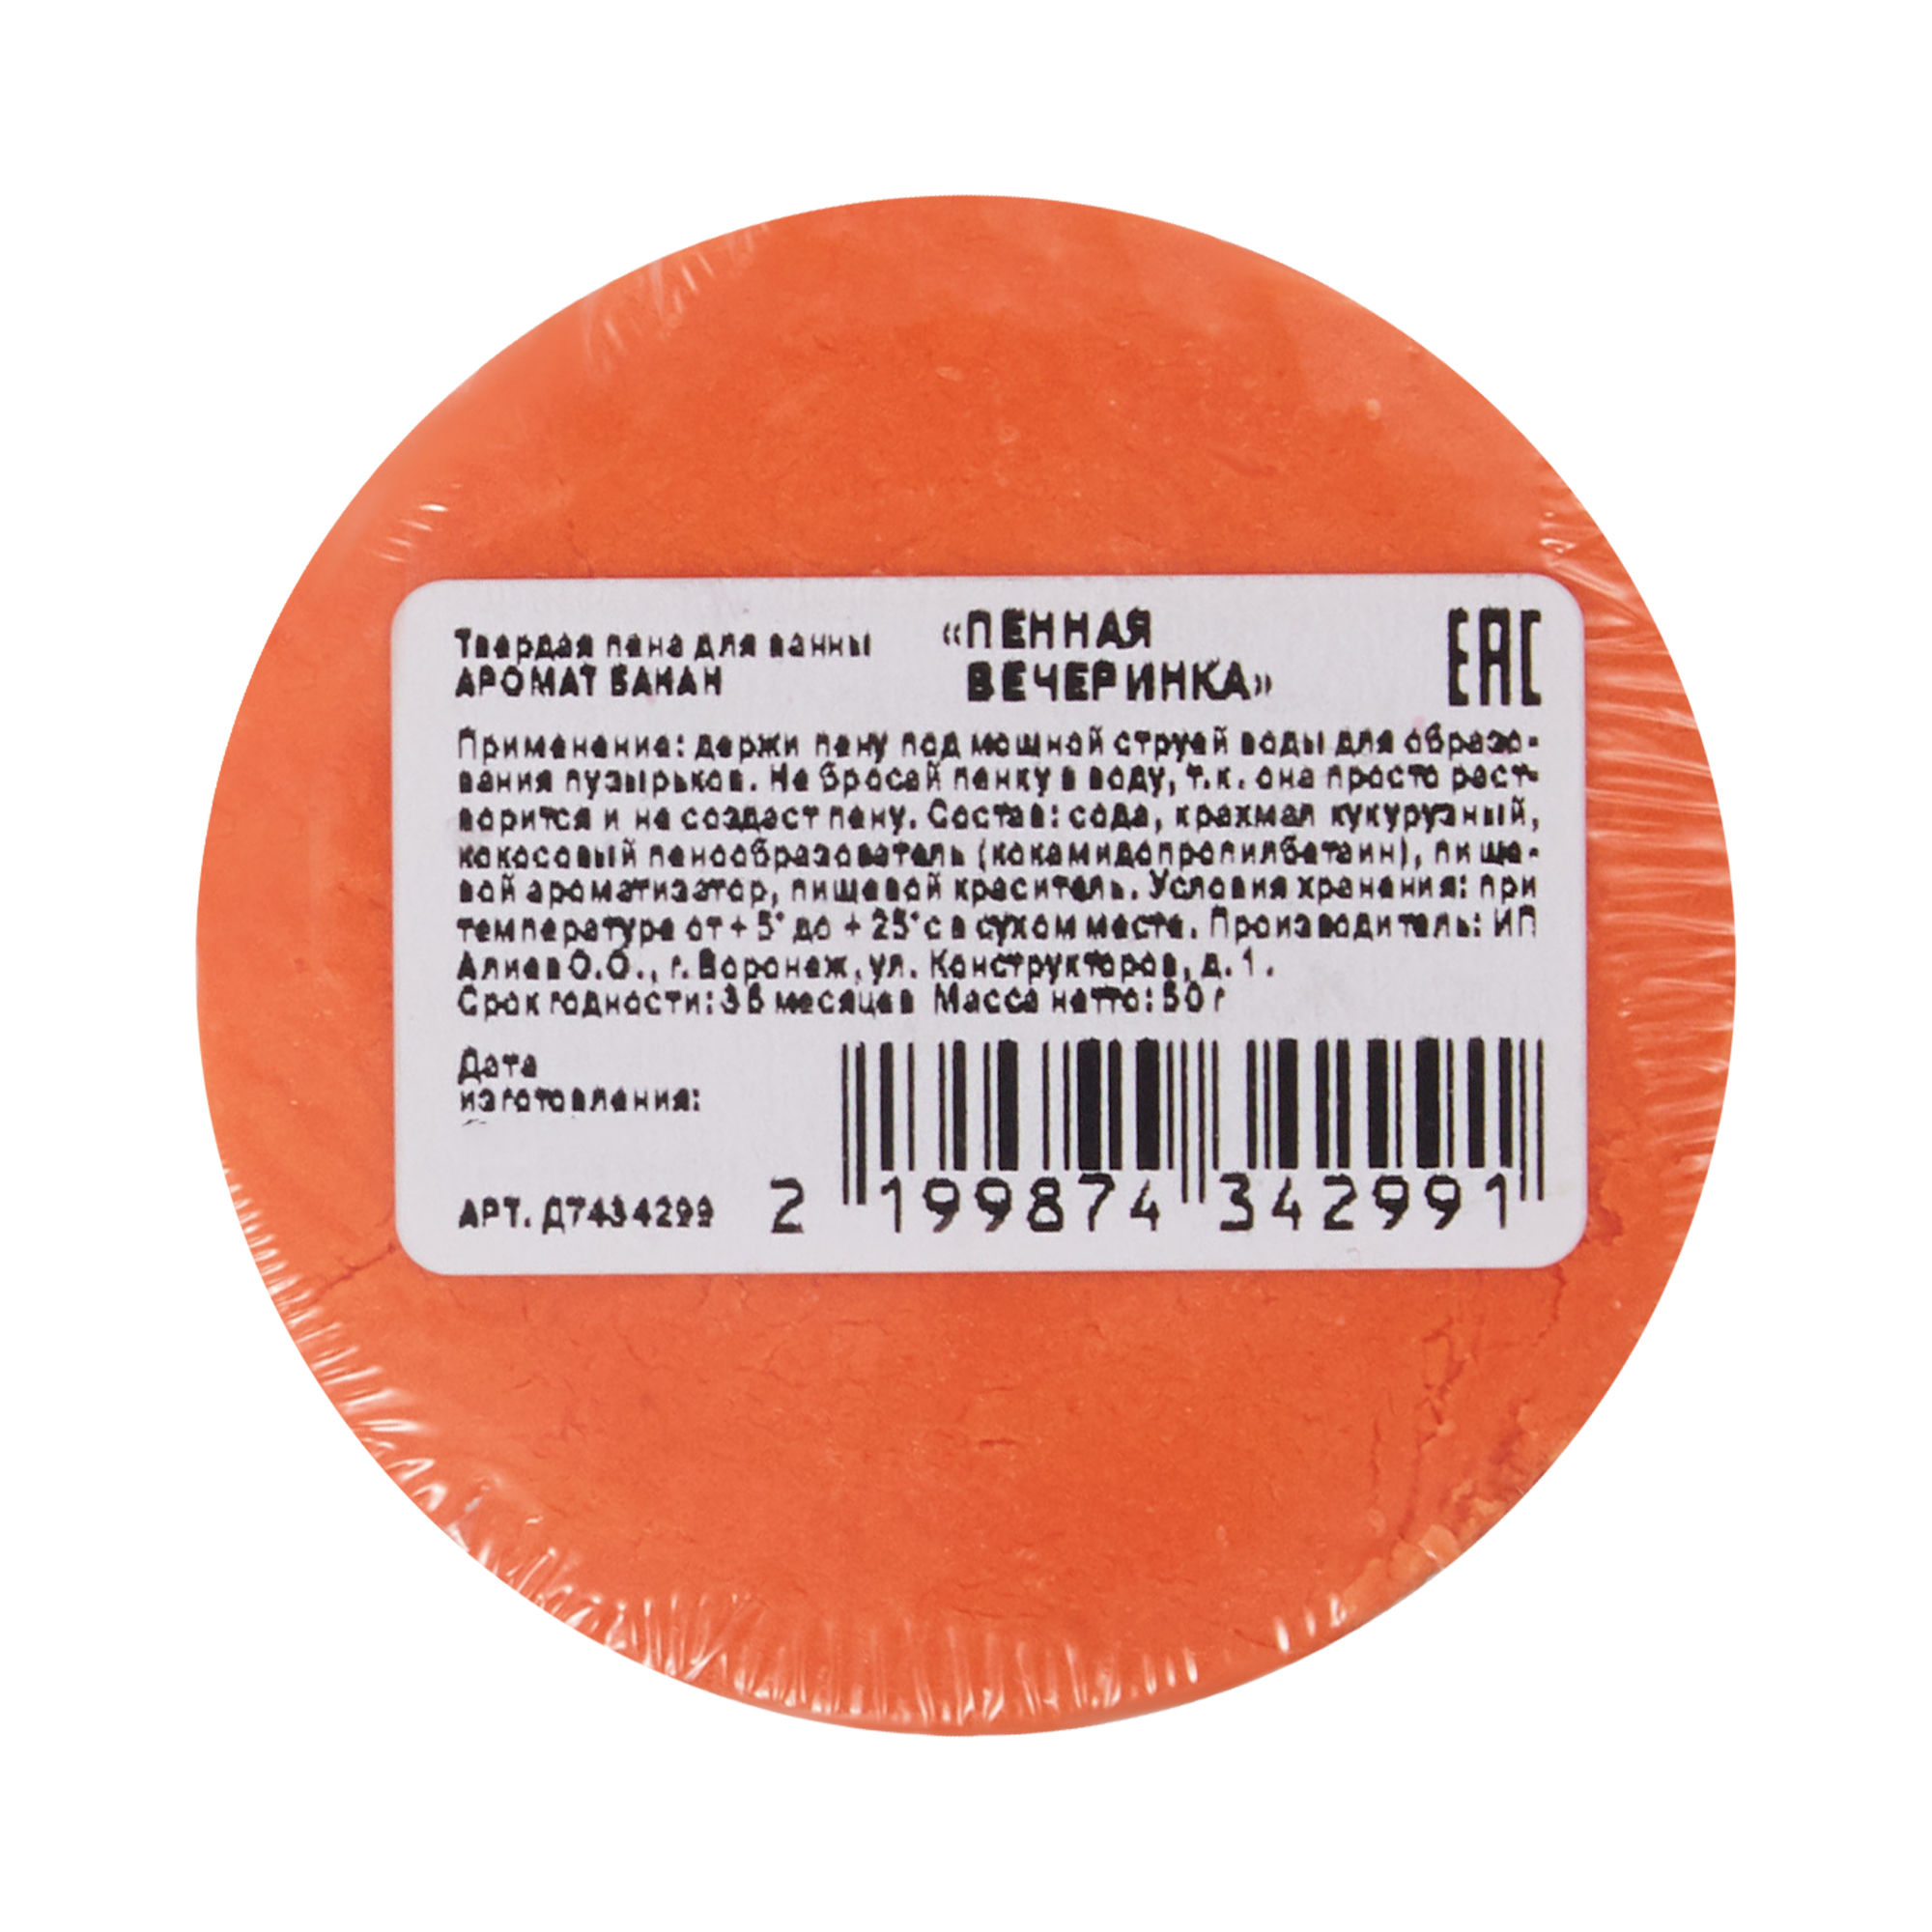 Твердая пена для ванны
АРОМАТ БАНАН
«ПЕННАЯ
ВЕЧЕРИНКА»
EAC
Применение: держи пену под мощной струей воды для образо-
вания пузырьков. Не бросай пенку в воду, т.к. она просто раст-
ворится и не создаст пену. Состав: сода, крахмал кукурузный,
кокосовый пенообразователь (кокамидопропилбетаин), пище-
вой ароматизатор, пищевой краситель. Условия хранения: при
температуре от + 5° до + 25°с в сухом месте. Производитель: ИП
Алиев О.О., г. Воронеж, ул. Конструкторов, д. 1.
Срок годности: 36 месяцев Масса нетто: 50 г
Дата
изготовления:
АРТ. Д7434299
2 199874 342991